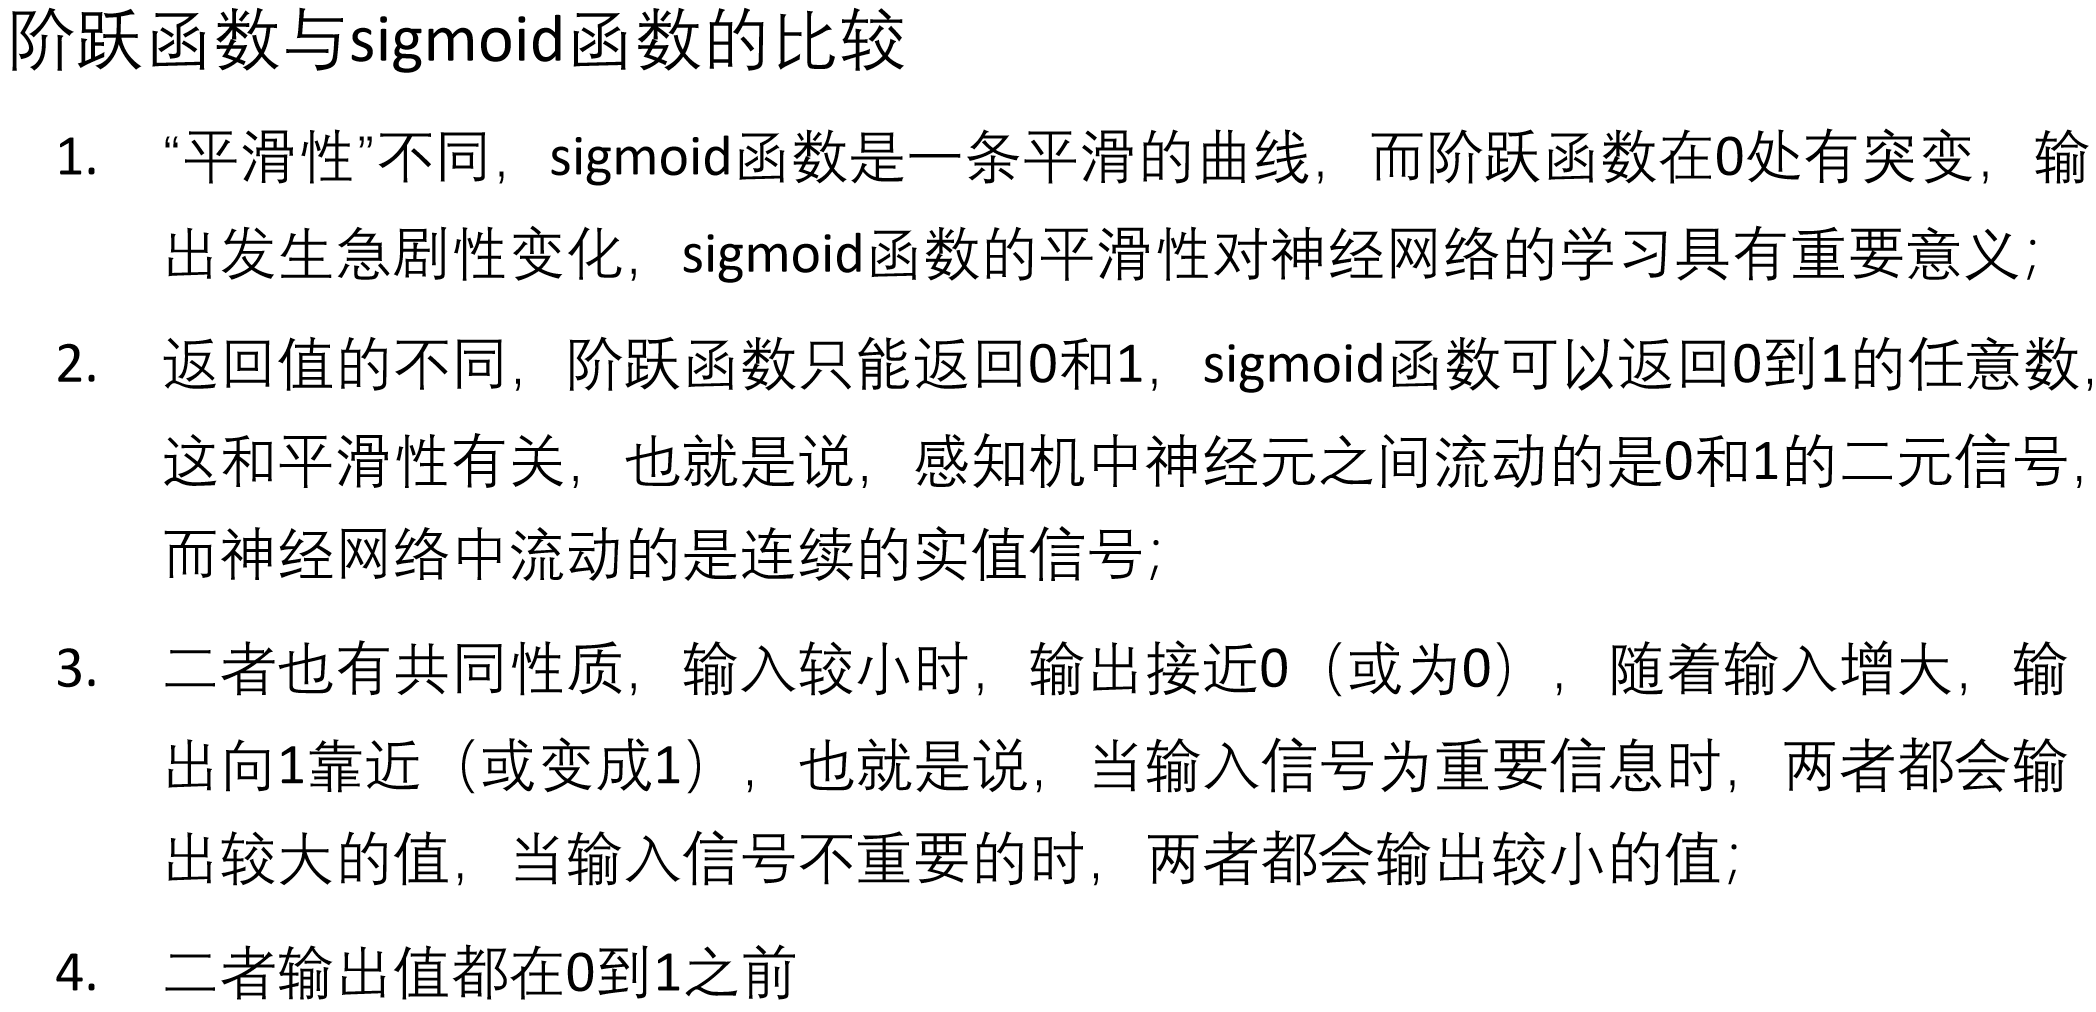 阶跃函数与sigmoid函数的比较
1. “平滑性”不同，sigmoid函数是一条平滑的曲线，而阶跃函数在0处有突变，输
出发生急剧性变化，sigmoid函数的平滑性对神经网络的学习具有重要意义；
2. 返回值的不同，阶跃函数只能返回0和1，sigmoid函数可以返回0到1的任意数，
这和平滑性有关，也就是说，感知机中神经元之间流动的是0和1的二元信号，
而神经网络中流动的是连续的实值信号；
3. 二者也有共同性质，输入较小时，输出接近0（或为0），随着输入增大，输
出向1靠近（或变成1），也就是说，当输入信号为重要信息时，两者都会输
出较大的值，当输入信号不重要的时，两者都会输出较小的值；
4. 二者输出值都在0到1之前